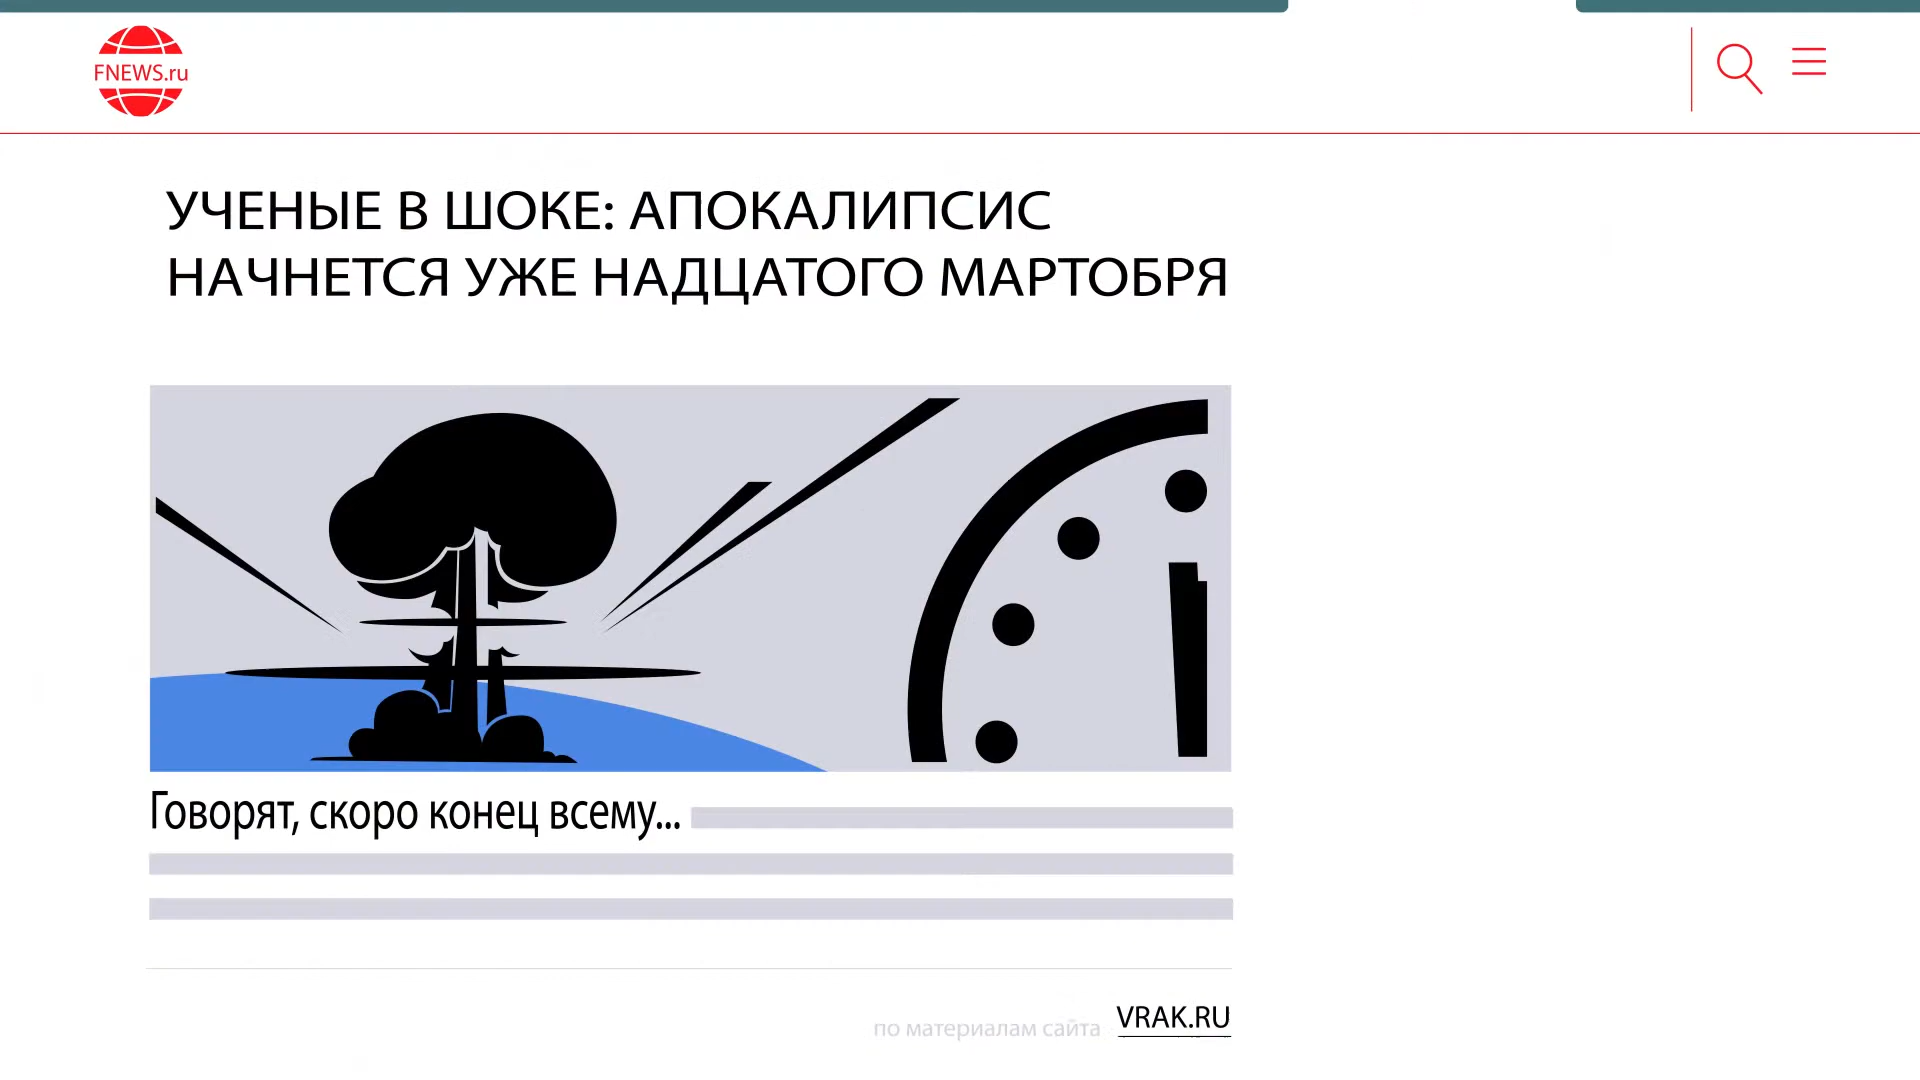 FNEWS.ru
УЧЕНЫЕ В ШОКЕ: АПОКАЛИПСИС
НАЧНЕТСЯ УЖЕ НАДЦАТОГО МАРТОБРЯ
Говорят, скоро конец всему...
по материалам сайта VRAK.RU